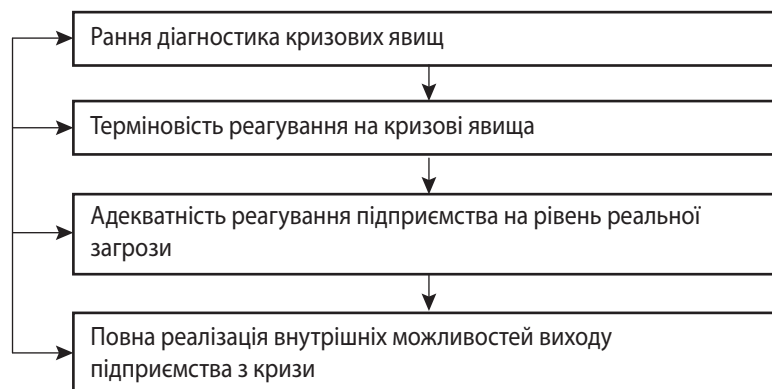 Рання діагностика кризових явищ
Терміновість реагування на кризові явища
Адекватність реагування підприємства на рівень реальної
загрози
Повна реалізація внутрішніх можливостей виходу
підприємства з кризи